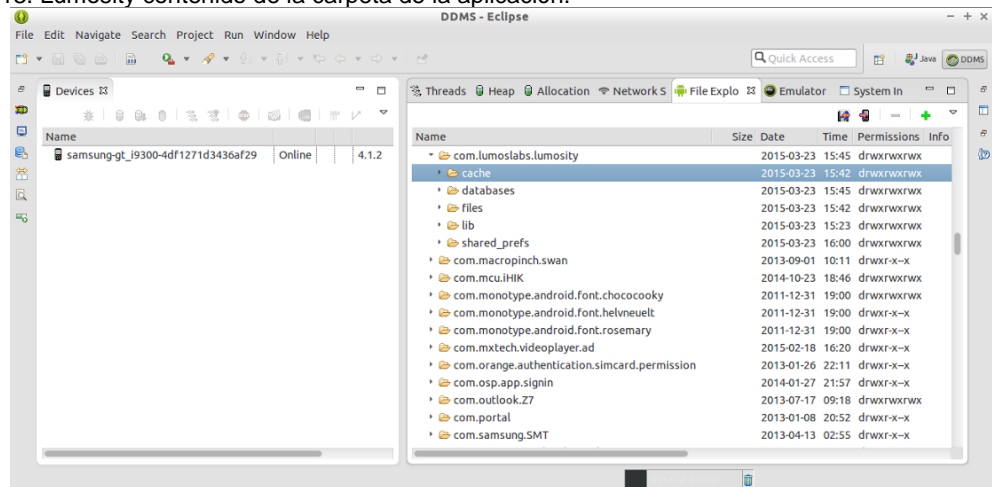 Lumosity contenido de la carpeta de la aplicación.
DDMS - Eclipse
File Edit Navigate Search Project Run Window Help
Quick Access Java DDMS
Devices
Name
samsung-gt_i9300-4df1271d3436af29 Online 4.1.2
Threads Heap Allocation Network S File Explo Emulator System In
Name Size Date Time Permissions Info
com.lumoslabs.lumosity 2015-03-23 15:45 drwxrwxrwx
cache 2015-03-23 15:42 drwxrwxrwx
databases 2015-03-23 15:45 drwxrwxrwx
files 2015-03-23 15:42 drwxrwxrwx
lib 2015-03-23 15:23 drwxrwxrwx
shared_prefs 2015-03-23 16:00 drwxrwxrwx
com.macropinch.swan 2013-09-01 10:11 drwxr-x--x
com.mcu.iHIK 2014-10-23 18:46 drwxrwxrwx
com.monotype.android.font.chococooky 2011-12-31 19:00 drwxr-x--x
com.monotype.android.font.helvneuelt 2011-12-31 19:00 drwxr-x--x
com.monotype.android.font.rosemary 2011-12-31 19:00 drwxr-x--x
com.mxtech.videoplayer.ad 2015-02-18 16:20 drwxr-x--x
com.orange.authentication.simcard.permission 2013-01-26 22:11 drwxr-x--x
com.osp.app.signin 2014-01-27 21:57 drwxr-x--x
com.outlook.Z7 2013-07-17 09:18 drwxrwxrwx
com.portal 2013-01-08 20:52 drwxr-x--x
com.samsung.SMT 2013-04-13 02:55 drwxr-x--x